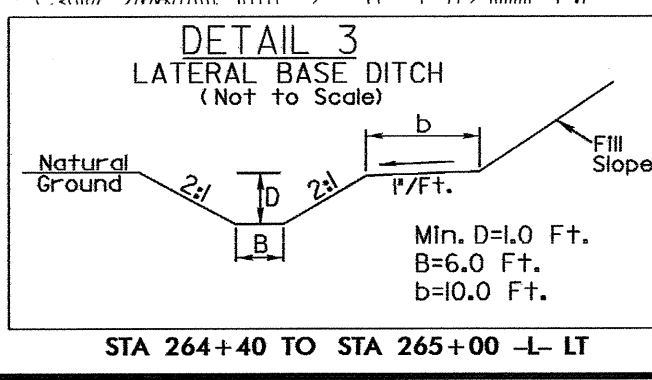 DETAIL 3
LATERAL BASE DITCH
(Not to Scale)
b
Natural
Ground
2:1
D
2:1
1"/Ft.
Fill
Slope
B
Min. D=1.0 Ft.
B=6.0 Ft.
b=10.0 Ft.
STA 264+40 TO STA 265+00 -L- LT